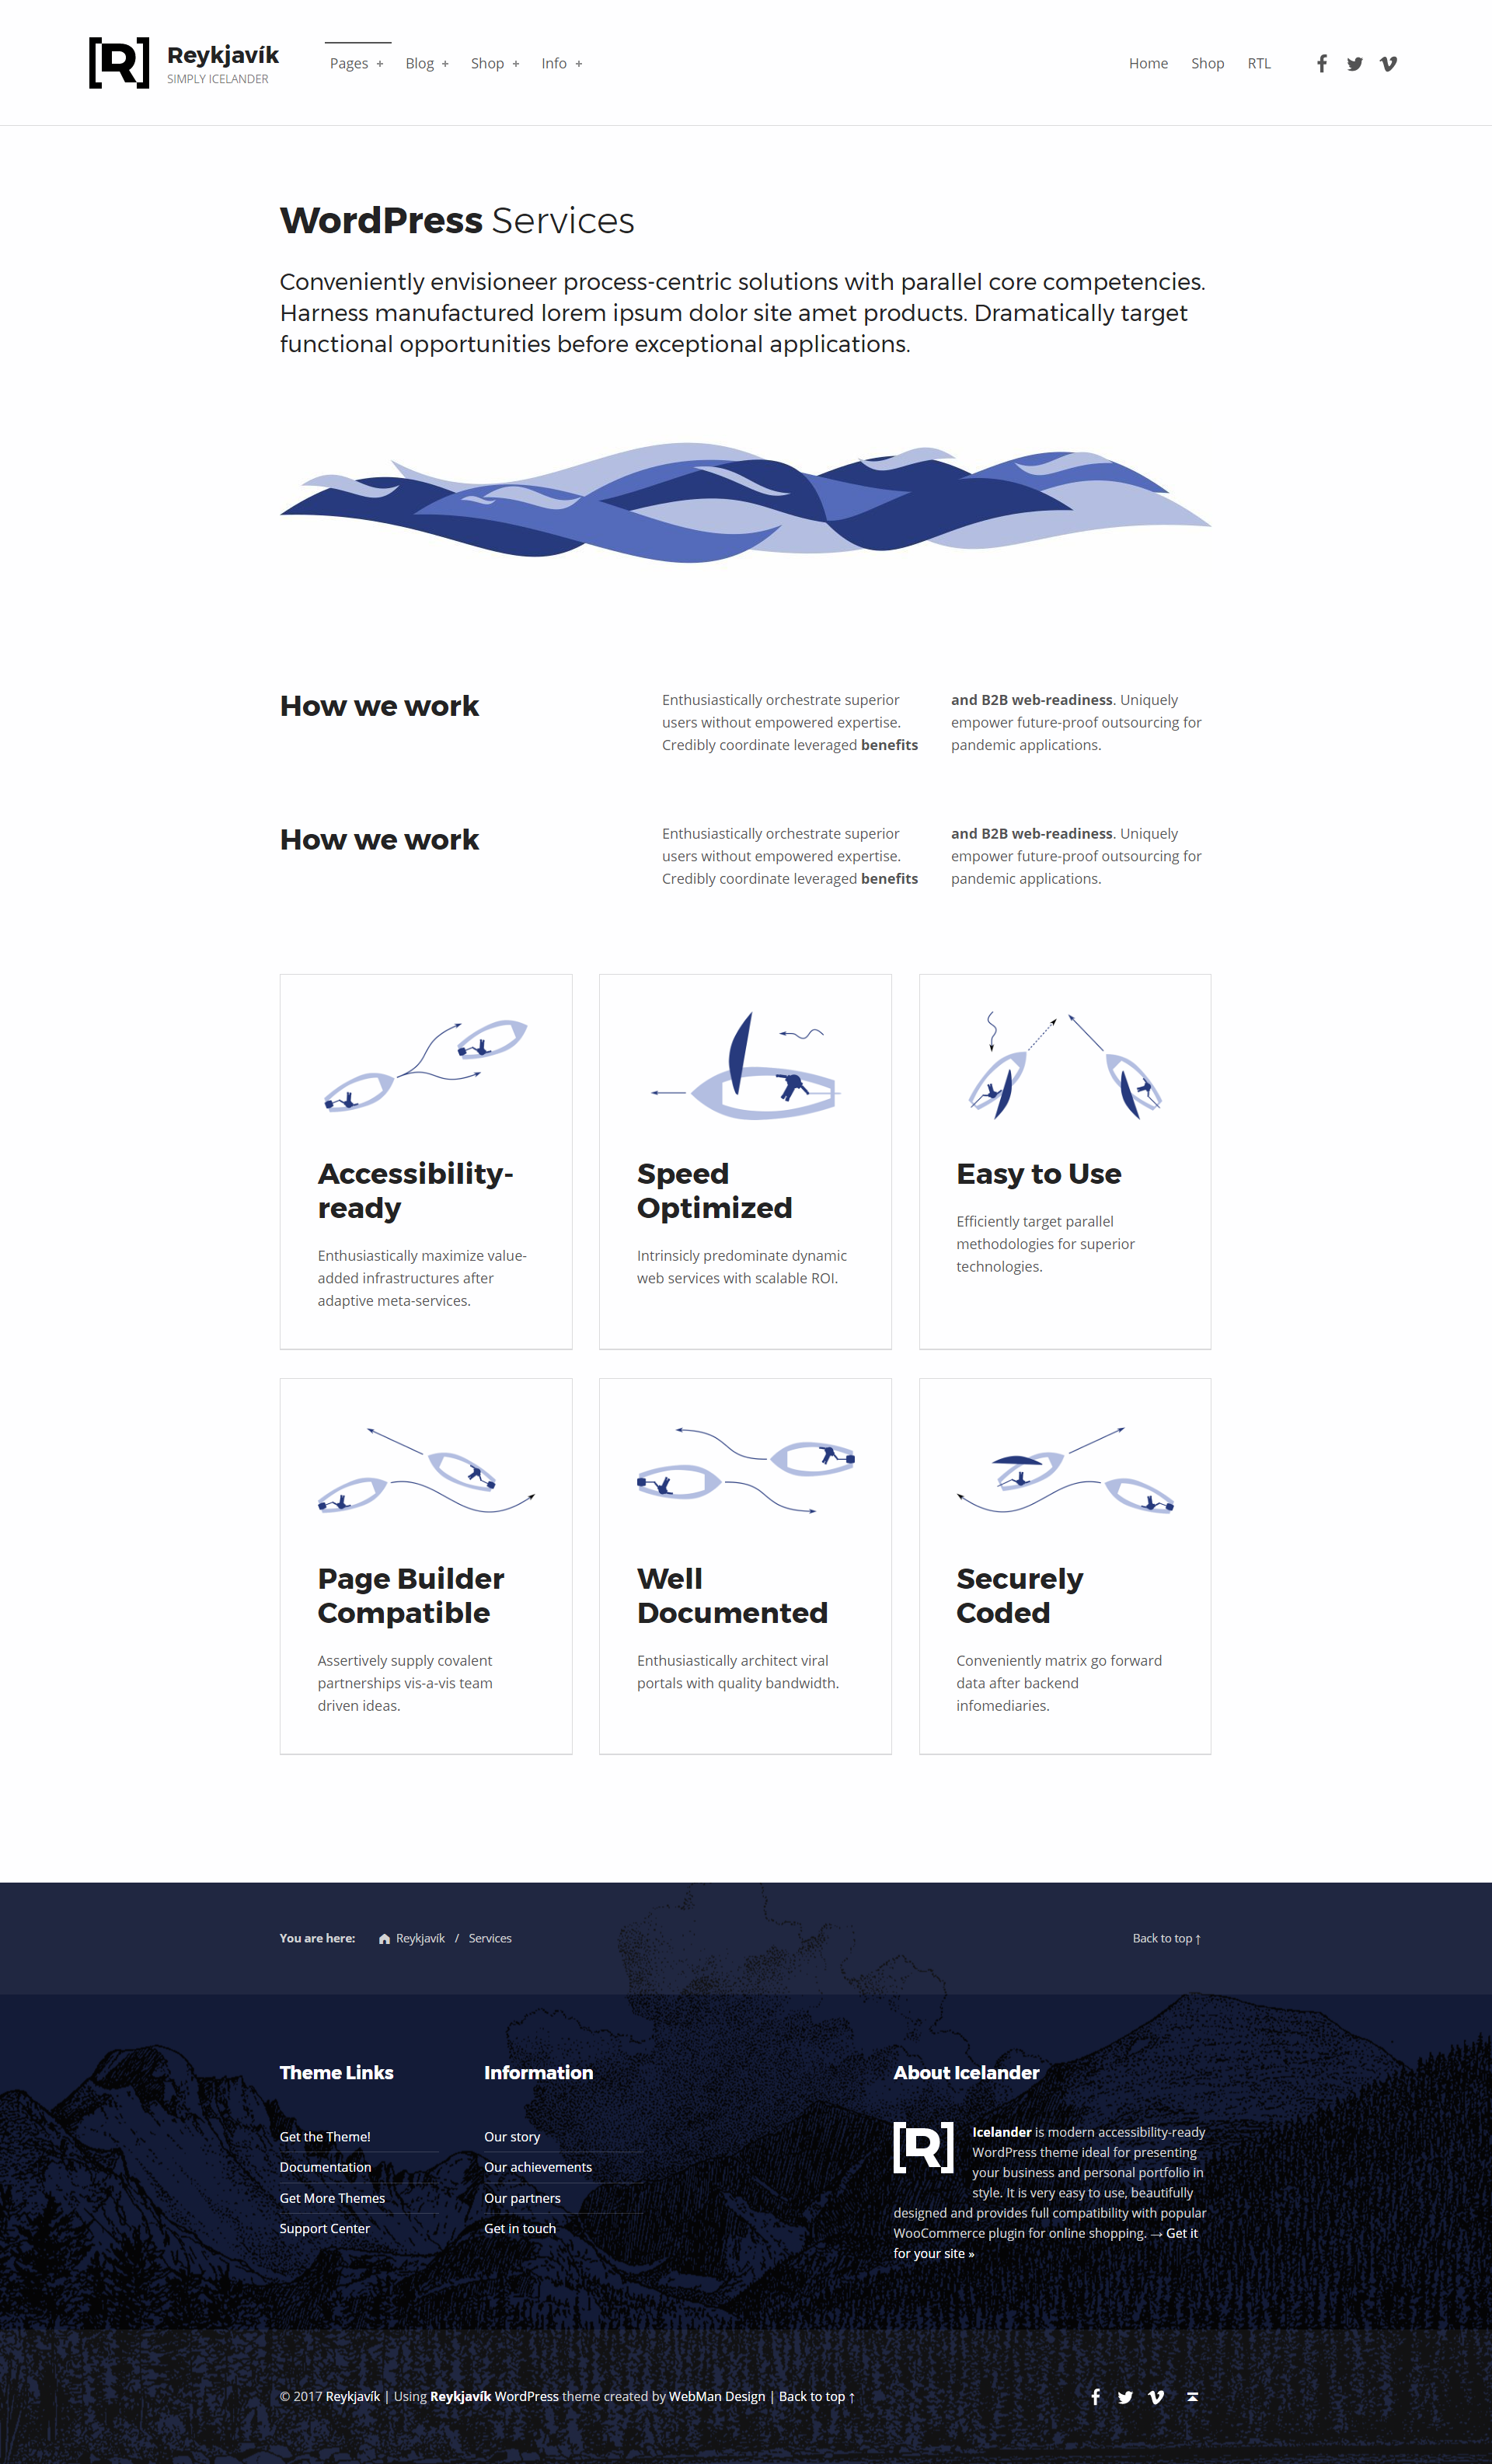 [R]
Reykjavík
SIMPLY ICELANDER
Pages +
Blog +
Shop +
Info +
Home
Shop
RTL
WordPress Services
Conveniently envisioneer process-centric solutions with parallel core competencies.
Harness manufactured lorem ipsum dolor site amet products. Dramatically target
functional opportunities before exceptional applications.
How we work
Enthusiastically orchestrate superior
users without empowered expertise.
Credibly coordinate leveraged benefits
and B2B web-readiness. Uniquely
empower future-proof outsourcing for
pandemic applications.
How we work
Enthusiastically orchestrate superior
users without empowered expertise.
Credibly coordinate leveraged benefits
and B2B web-readiness. Uniquely
empower future-proof outsourcing for
pandemic applications.
Accessibility-
ready
Enthusiastically maximize value-
added infrastructures after
adaptive meta-services.
Speed
Optimized
Intrinsicly predominate dynamic
web services with scalable ROI.
Easy to Use
Efficiently target parallel
methodologies for superior
technologies.
Page Builder
Compatible
Assertively supply covalent
partnerships vis-a-vis team
driven ideas.
Well
Documented
Enthusiastically architect viral
portals with quality bandwidth.
Securely
Coded
Conveniently matrix go forward
data after backend
infomediaries.
You are here: Reykjavík / Services
Back to top ↑
Theme Links
Get the Theme!
Documentation
Get More Themes
Support Center
Information
Our story
Our achievements
Our partners
Get in touch
About Icelander
[R]
Icelander is modern accessibility-ready
WordPress theme ideal for presenting
your business and personal portfolio in
style. It is very easy to use, beautifully
designed and provides full compatibility with popular
WooCommerce plugin for online shopping. → Get it
for your site »
© 2017 Reykjavík | Using Reykjavík WordPress theme created by WebMan Design | Back to top ↑